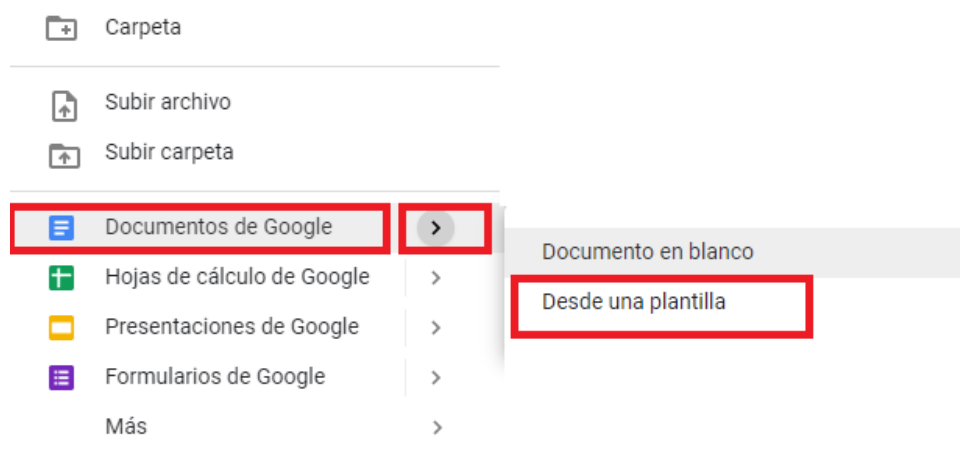 Carpeta
Subir archivo
Subir carpeta
Documentos de Google
Documento en blanco
Desde una plantilla
Hojas de cálculo de Google
Presentaciones de Google
Formularios de Google
Más